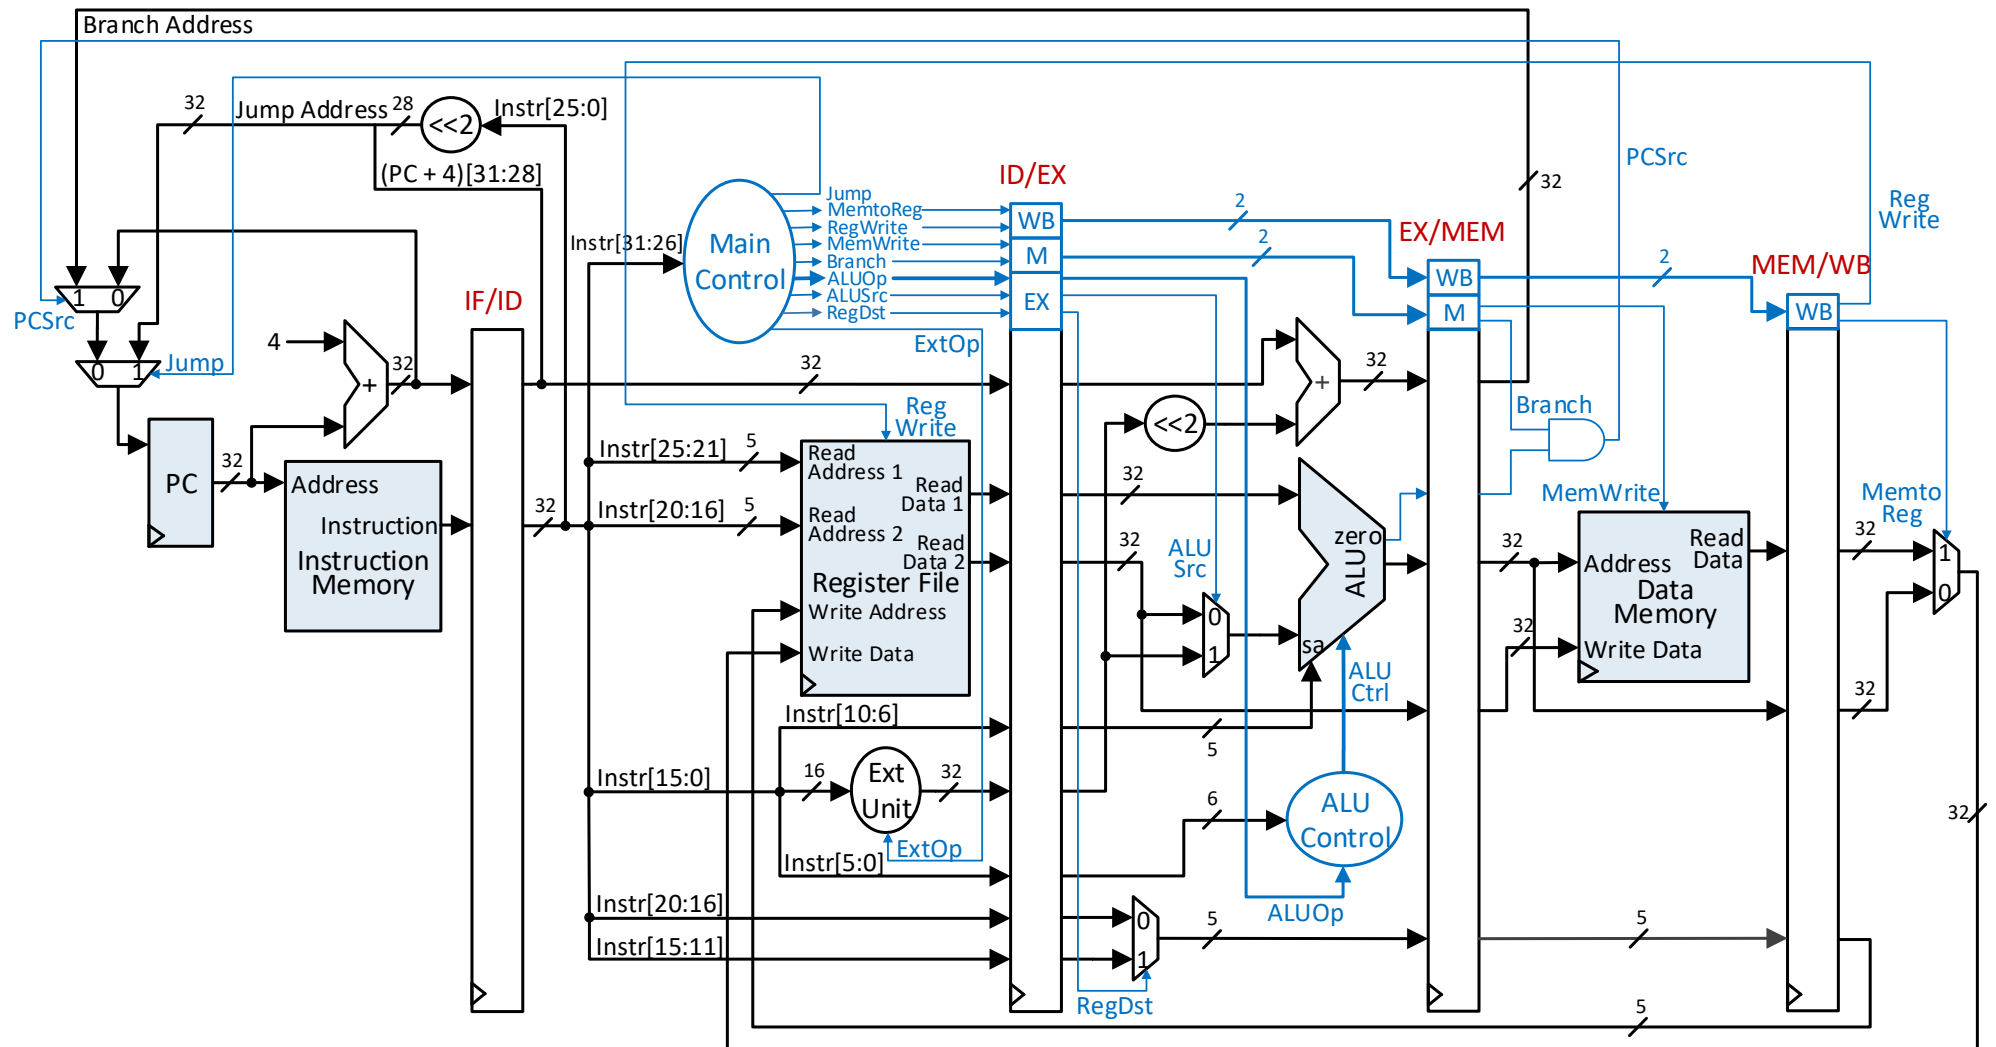 Branch Address
32
Jump Address
28
<<2
Instr[25:0]
(PC + 4)[31:28]
PCSrc
32
Reg
Write
ID/EX
EX/MEM
MEM/WB
IF/ID
Instr[31:26]
Main
Control
Jump
MemtoReg
RegWrite
MemWrite
Branch
ALUOp
ALUSrc
RegDst
ExtOp
WB
M
EX
2
2
WB
M
2
WB
1
0
PCSrc
0
1
Jump
4
+
32
32
+
32
<<2
Branch
PC
32
Address
Instruction
Instruction
Memory
32
Instr[25:21]
5
Instr[20:16]
5
Reg
Write
Read
Address 1
Read
Data 1
Read
Address 2
Read
Data 2
Register File
Write Address
Write Data
32
32
ALU
Src
0
1
zero
ALU
sa
ALU
Ctrl
32
32
MemWrite
Address
Read
Data
Data
Memory
Write Data
32
32
Memto
Reg
1
0
Instr[10:6]
5
Instr[15:0]
16
Ext
Unit
32
ExtOp
Instr[5:0]
6
ALU
Control
ALUOp
Instr[20:16]
Instr[15:11]
0
1
5
RegDst
5
5
32